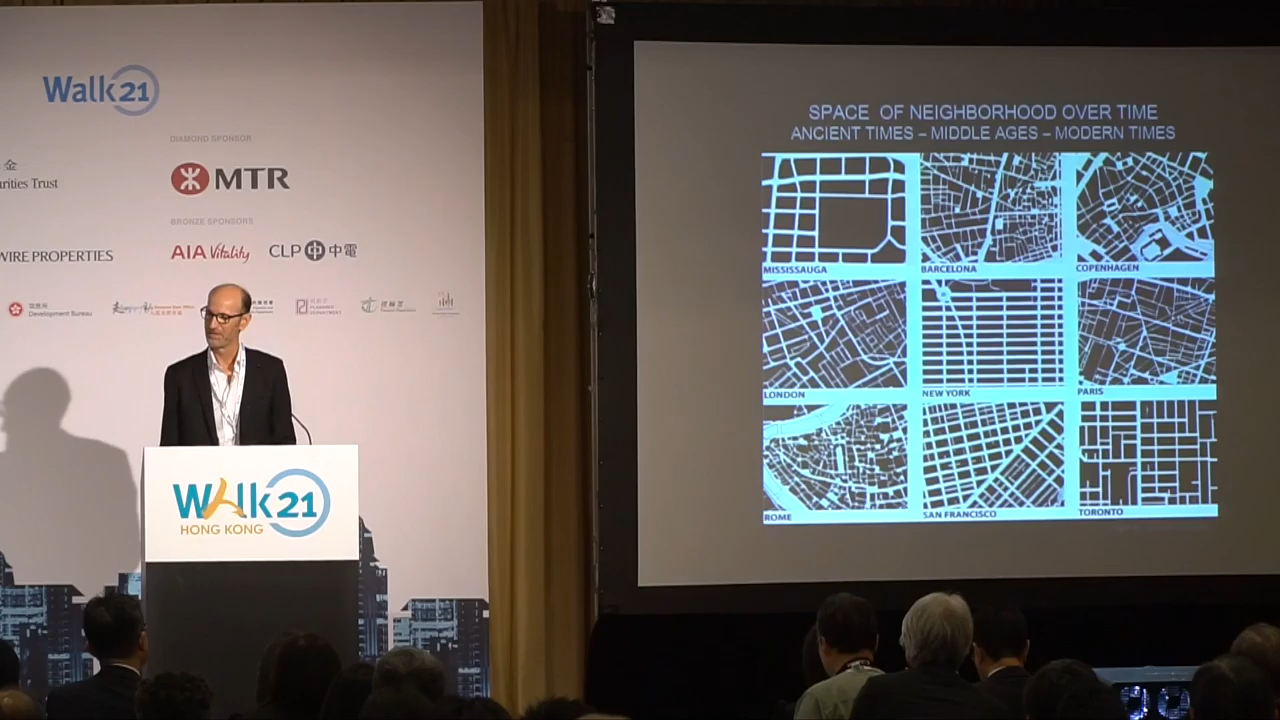 Walk21
DIAMOND SPONSOR
MTR
BRONZE SPONSORS
WIRE PROPERTIES
AIA Vitality
CLP 中電
Development Bureau
PLANNING
DEPARTMENT
Walk21
HONG KONG
SPACE OF NEIGHBORHOOD OVER TIME
ANCIENT TIMES – MIDDLE AGES – MODERN TIMES
MISSISSAUGA
BARCELONA
COPENHAGEN
LONDON
NEW YORK
PARIS
ROME
SAN FRANCISCO
TORONTO